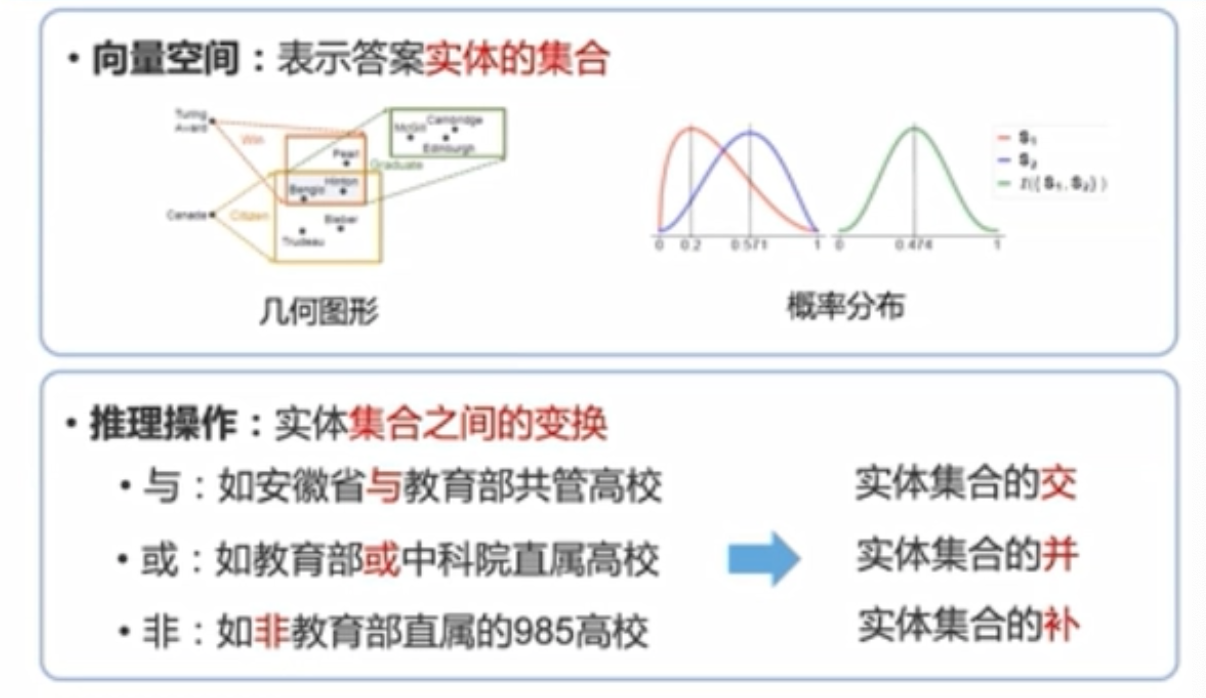 • 向量空间：表示答案实体的集合
Turing
Award
Win
Pearl
Bengio
Hinton
Canada
Citizen
Trudeau
Bieber
McGill
Cambridge
Edinburgh
Graduate
几何图形
0 0.2 0.571 1
0 0.474 1
S₁
S₂
I({S₁, S₂})
概率分布
• 推理操作：实体集合之间的变换
• 与：如安徽省与教育部共管高校
实体集合的交
• 或：如教育部或中科院直属高校
实体集合的并
• 非：如非教育部直属的985高校
实体集合的补